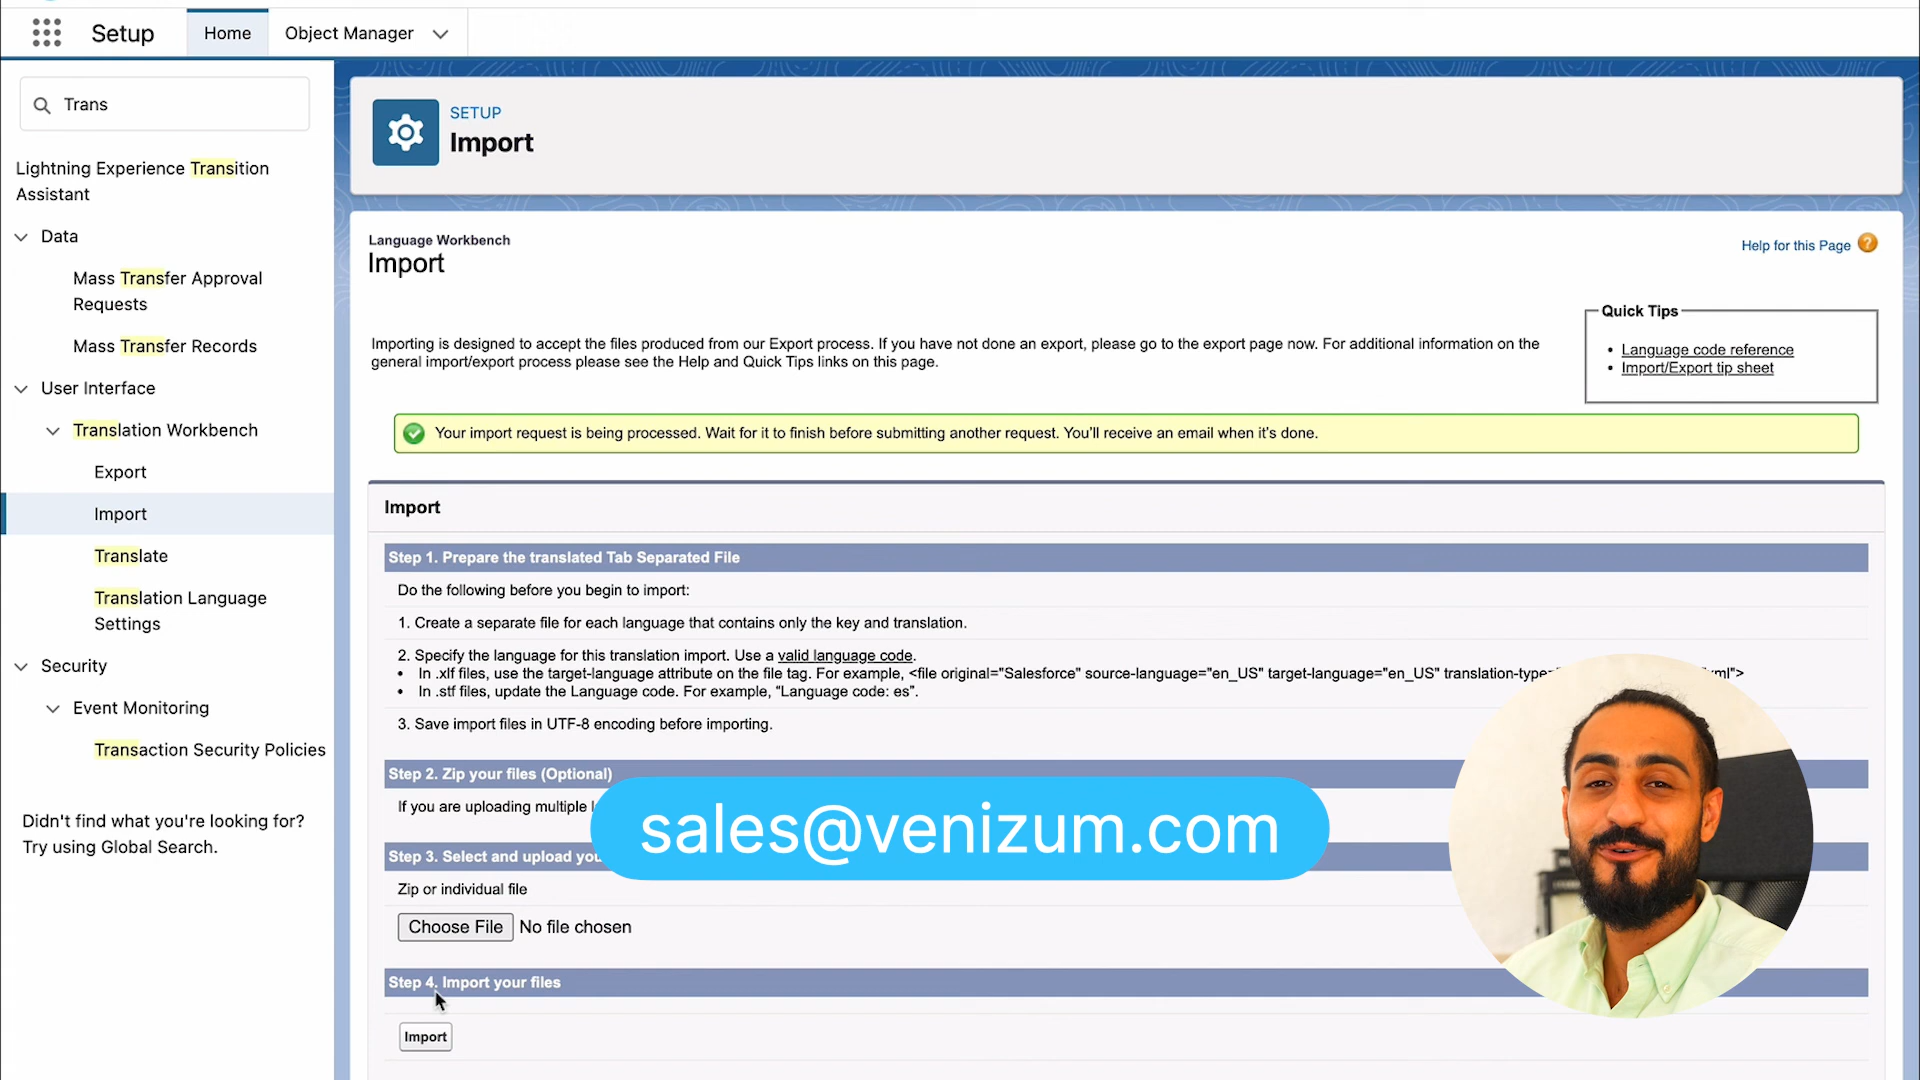 Setup
Home
Object Manager
Trans
Lightning Experience Transition
Assistant
Data
Mass Transfer Approval
Requests
Mass Transfer Records
User Interface
Translation Workbench
Export
Import
Translate
Translation Language
Settings
Security
Event Monitoring
Transaction Security Policies
Didn't find what you're looking for?
Try using Global Search.
SETUP
Import
Language Workbench
Import
Help for this Page ?
Importing is designed to accept the files produced from our Export process. If you have not done an export, please go to the export page now. For additional information on the
general import/export process please see the Help and Quick Tips links on this page.
Quick Tips
• Language code reference
• Import/Export tip sheet
Your import request is being processed. Wait for it to finish before submitting another request. You'll receive an email when it's done.
Import
Step 1. Prepare the translated Tab Separated File
Do the following before you begin to import:
1. Create a separate file for each language that contains only the key and translation.
2. Specify the language for this translation import. Use a valid language code.
• In .xlf files, use the target-language attribute on the file tag. For example, <file original="Salesforce" source-language="en_US" target-language="en_US" translation-type= ml">
• In .stf files, update the Language code. For example, "Language code: es".
3. Save import files in UTF-8 encoding before importing.
Step 2. Zip your files (Optional)
If you are uploading multiple
sales@venizum.com
Step 3. Select and upload
Zip or individual file
Choose File No file chosen
Step 4. Import your files
Import